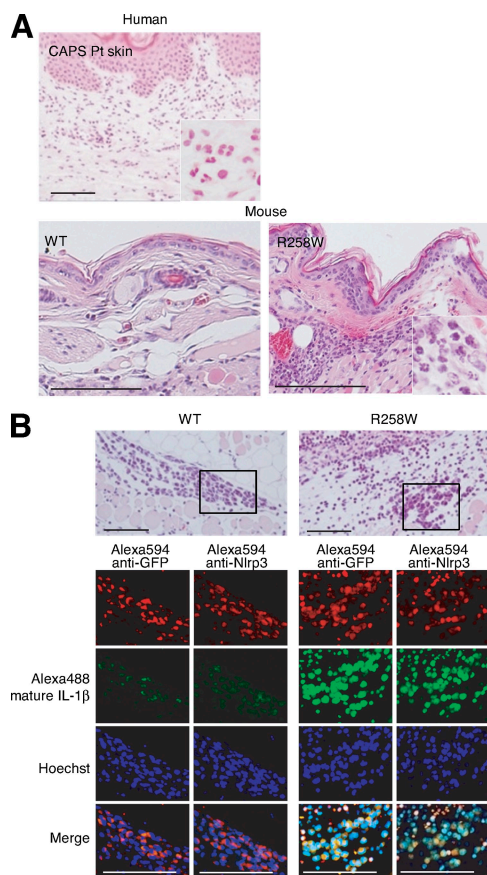 A
Human
CAPS Pt skin
Mouse
WT
R258W
B
WT
R258W
Alexa594
anti-GFP
Alexa594
anti-Nlrp3
Alexa594
anti-GFP
Alexa594
anti-Nlrp3
Alexa488
mature IL-1β
Hoechst
Merge